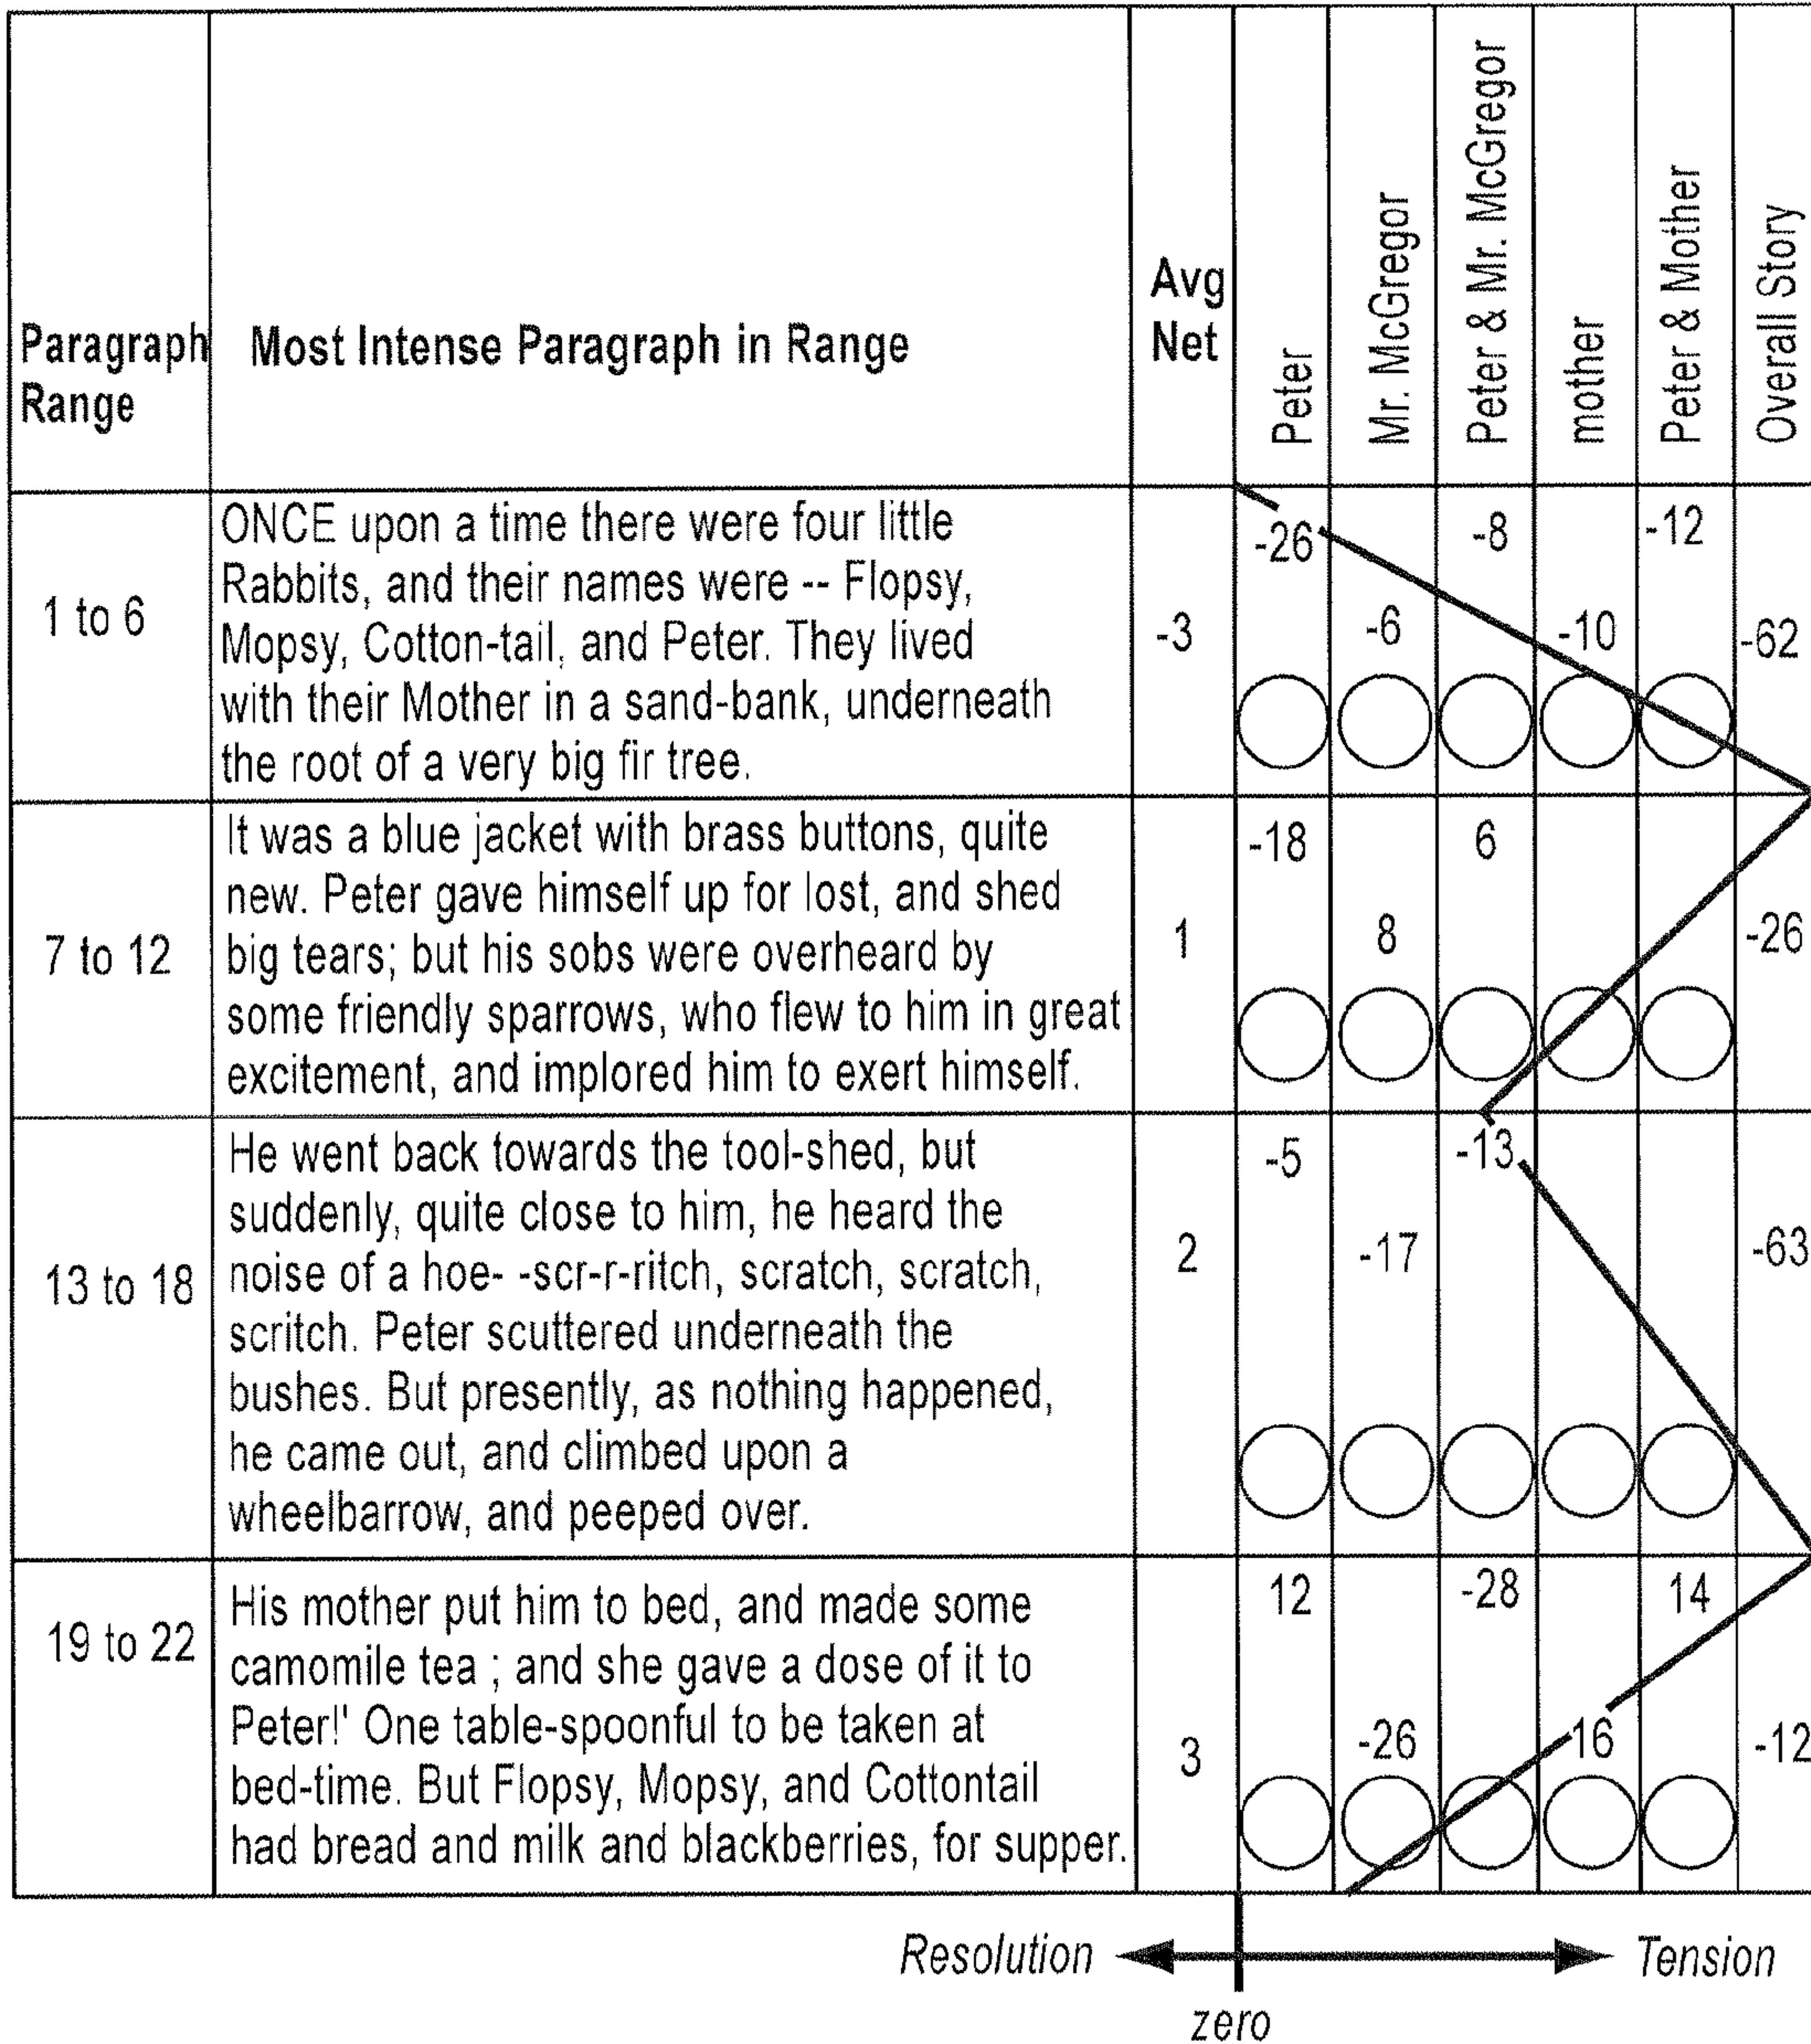 Paragraph
Range
Most Intense Paragraph in Range
Avg
Net
Peter
Mr. McGregor
Peter & Mr. McGregor
mother
Peter & Mother
Overall Story
1 to 6
ONCE upon a time there were four little
Rabbits, and their names were -- Flopsy,
Mopsy, Cotton-tail, and Peter. They lived
with their Mother in a sand-bank, underneath
the root of a very big fir tree.
-3
-26
-6
-8
-10
-12
-62
7 to 12
It was a blue jacket with brass buttons, quite
new. Peter gave himself up for lost, and shed
big tears; but his sobs were overheard by
some friendly sparrows, who flew to him in great
excitement, and implored him to exert himself.
1
-18
8
6
-26
13 to 18
He went back towards the tool-shed, but
suddenly, quite close to him, he heard the
noise of a hoe- -scr-r-ritch, scratch, scratch,
scritch. Peter scuttered underneath the
bushes. But presently, as nothing happened,
he came out, and climbed upon a
wheelbarrow, and peeped over.
2
-5
-17
-13
-63
19 to 22
His mother put him to bed, and made some
camomile tea ; and she gave a dose of it to
Peter!' One table-spoonful to be taken at
bed-time. But Flopsy, Mopsy, and Cottontail
had bread and milk and blackberries, for supper.
3
12
-26
-28
16
14
-12
Resolution
Tension
zero